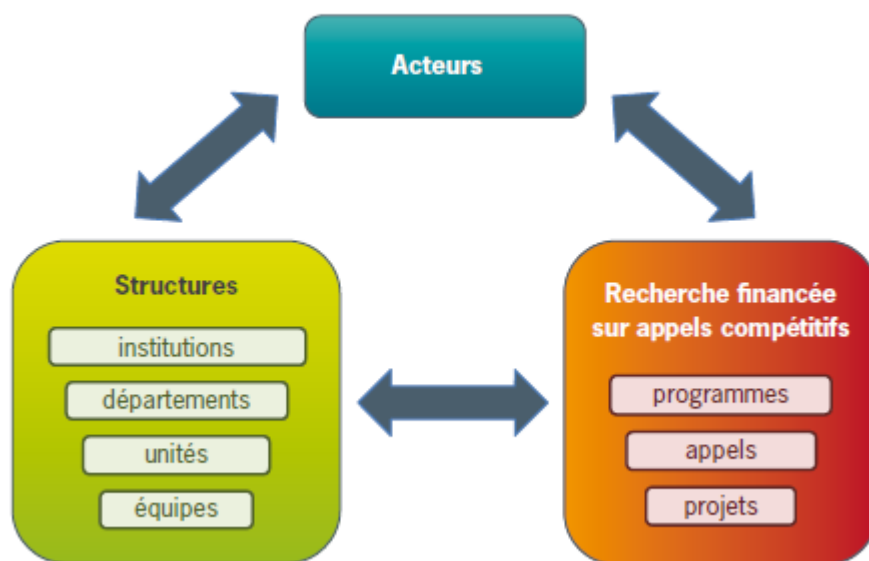 Acteurs
Structures
institutions
départements
unités
équipes
Recherche financée
sur appels compétitifs
programmes
appels
projets